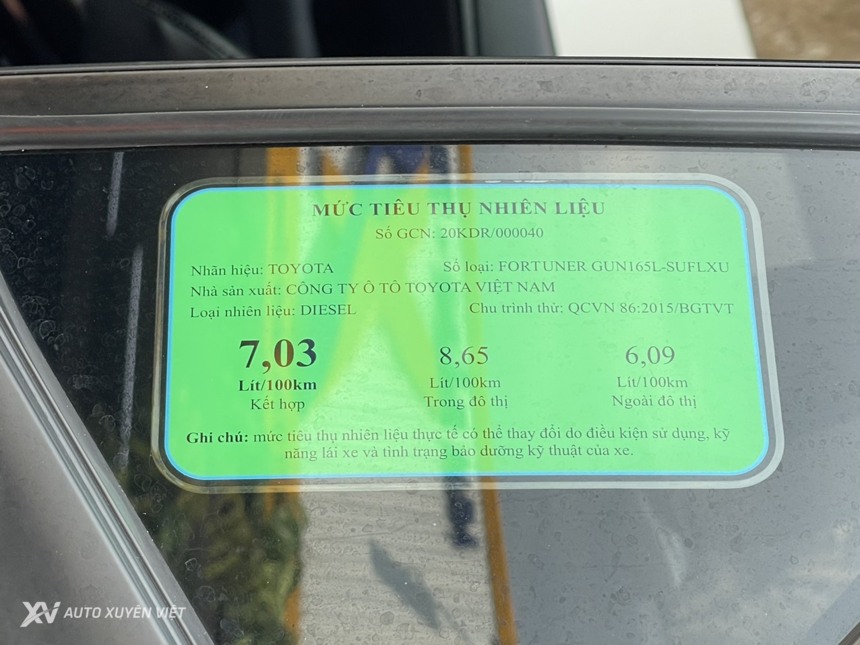 MỨC TIÊU THỤ NHIÊN LIỆU
Số GCN: 20KDR/000040
Nhãn hiệu: TOYOTA Số loại: FORTUNER GUN165L-SUFLXU
Nhà sản xuất: CÔNG TY Ô TÔ TOYOTA VIỆT NAM
Loại nhiên liệu: DIESEL Chu trình thử: QCVN 86:2015/BGTVT
7,03 8,65 6,09
Lít/100km Lít/100km Lít/100km
Kết hợp Trong đô thị Ngoài đô thị
Ghi chú: mức tiêu thụ nhiên liệu thực tế có thể thay đổi do điều kiện sử dụng, kỹ
năng lái xe và tình trạng bảo dưỡng kỹ thuật của xe.
XV AUTO XUYÊN VIỆT